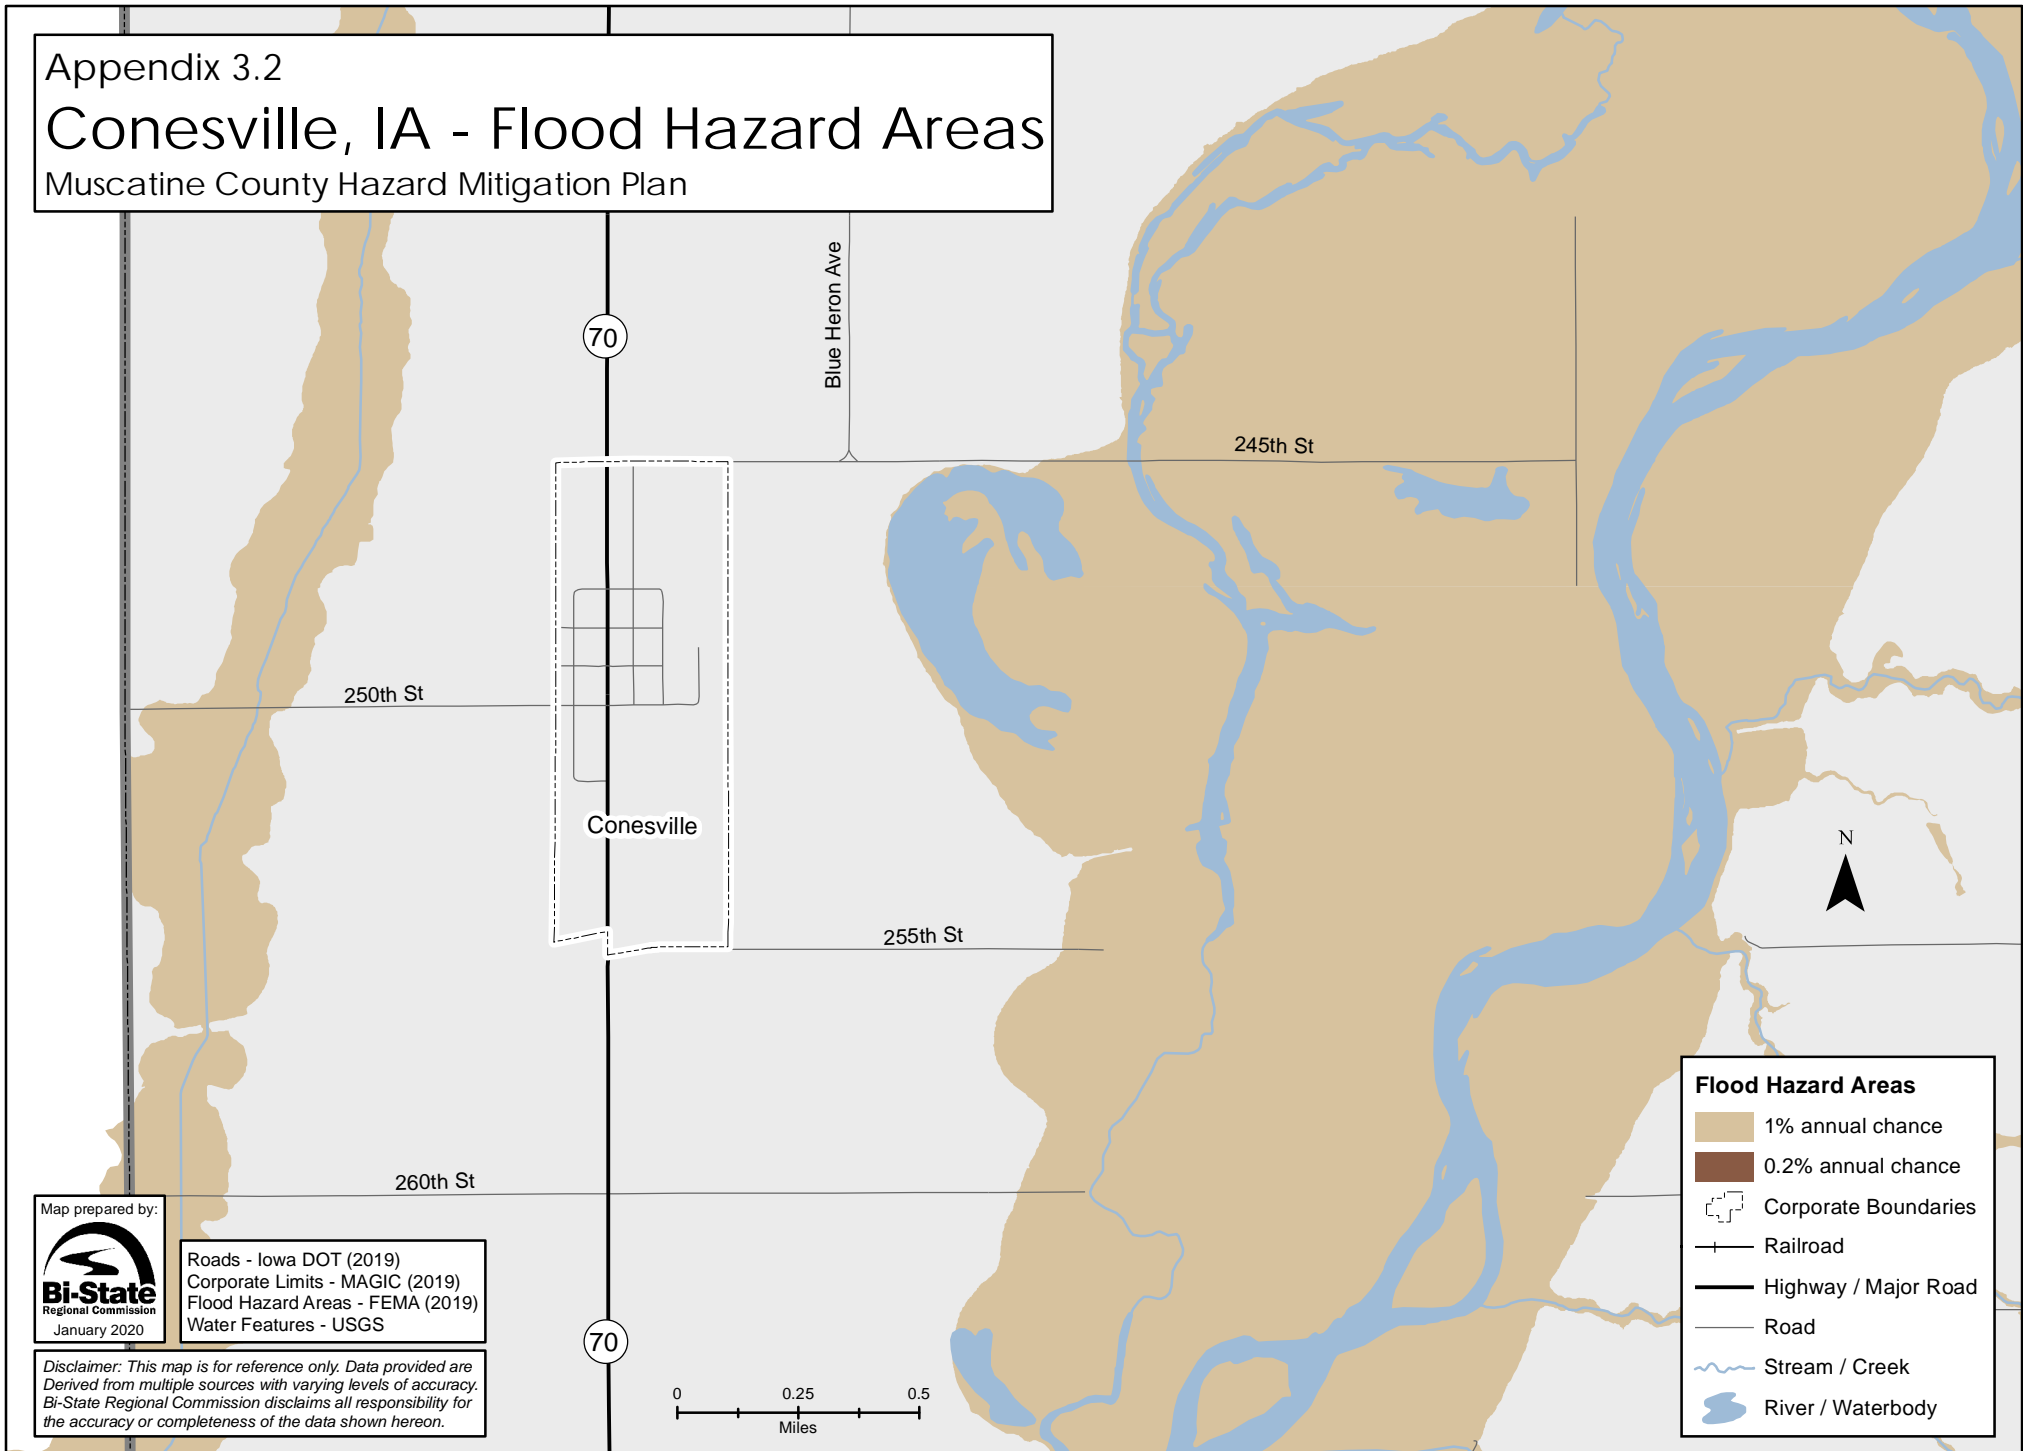 Appendix 3.2
Conesville, IA - Flood Hazard Areas
Muscatine County Hazard Mitigation Plan
70
Blue Heron Ave
245th St
250th St
Conesville
N
255th St
260th St
70
Map prepared by:
Bi-State
Regional Commission
January 2020
Roads - Iowa DOT (2019)
Corporate Limits - MAGIC (2019)
Flood Hazard Areas - FEMA (2019)
Water Features - USGS
Disclaimer: This map is for reference only. Data provided are
Derived from multiple sources with varying levels of accuracy.
Bi-State Regional Commission disclaims all responsibility for
the accuracy or completeness of the data shown hereon.
0 0.25 0.5
Miles
Flood Hazard Areas
1% annual chance
0.2% annual chance
Corporate Boundaries
Railroad
Highway / Major Road
Road
Stream / Creek
River / Waterbody